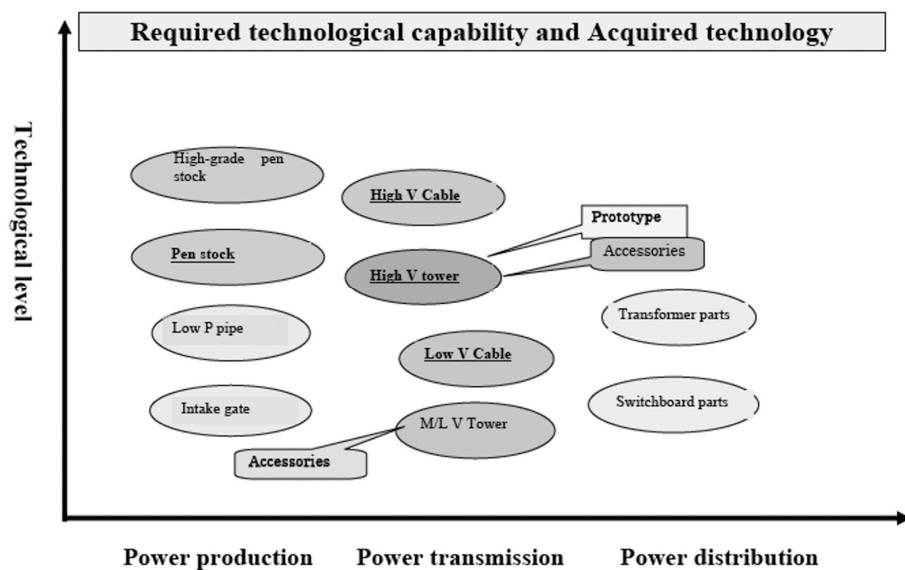 Required technological capability and Acquired technology
Technological level
High-grade pen
stock
High V Cable
Prototype
Pen stock
High V tower
Accessories
Low P pipe
Transformer parts
Low V Cable
Intake gate
M/L V Tower
Switchboard parts
Accessories
Power production
Power transmission
Power distribution